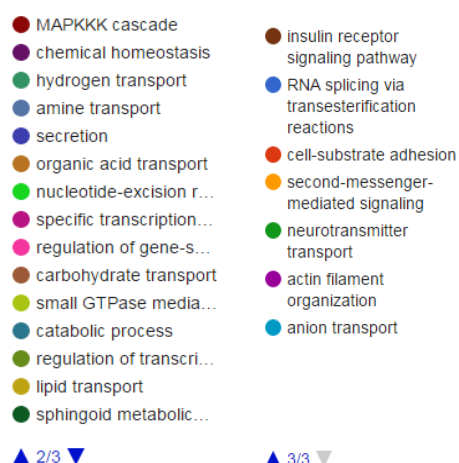 MAPKKK cascade
chemical homeostasis
hydrogen transport
amine transport
secretion
organic acid transport
nucleotide-excision r...
specific transcription...
regulation of gene-s...
carbohydrate transport
small GTPase media...
catabolic process
regulation of transcri...
lipid transport
sphingoid metabolic...
▲ 2/3 ▼
insulin receptor
signaling pathway
RNA splicing via
transesterification
reactions
cell-substrate adhesion
second-messenger-
mediated signaling
neurotransmitter
transport
actin filament
organization
anion transport
▲ 3/3 ▼